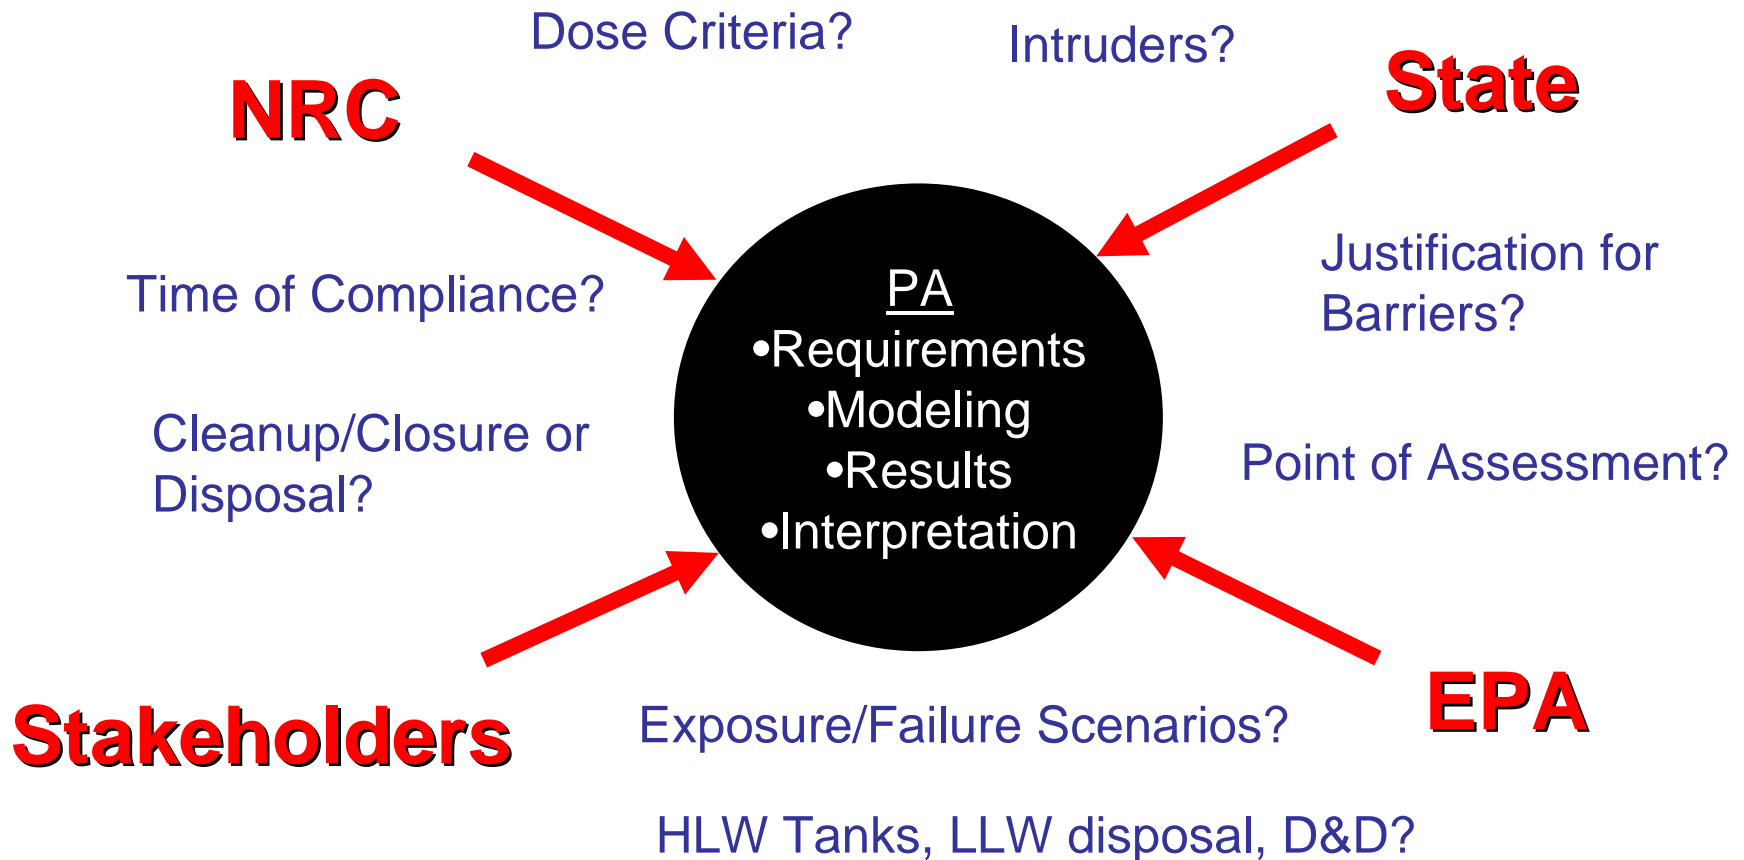 Dose Criteria?
Intruders?
NRC
State
Time of Compliance?
Justification for
Barriers?
PA
•Requirements
•Modeling
•Results
•Interpretation
Cleanup/Closure or
Disposal?
Point of Assessment?
Stakeholders
EPA
Exposure/Failure Scenarios?
HLW Tanks, LLW disposal, D&D?